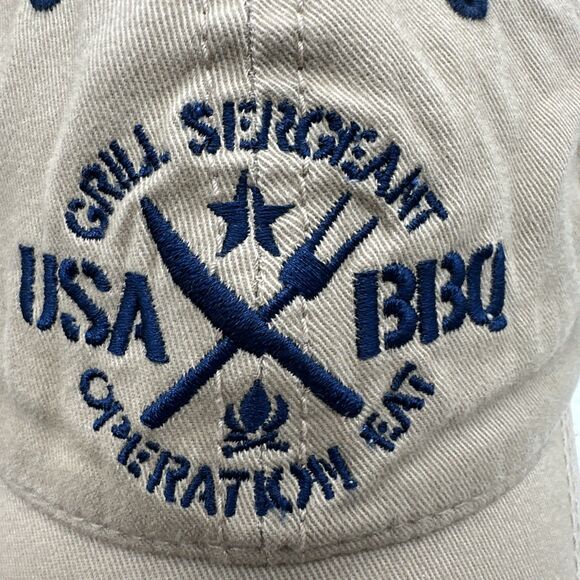 GRILL SERGEANT
USA BBQ
OPERATION EAT